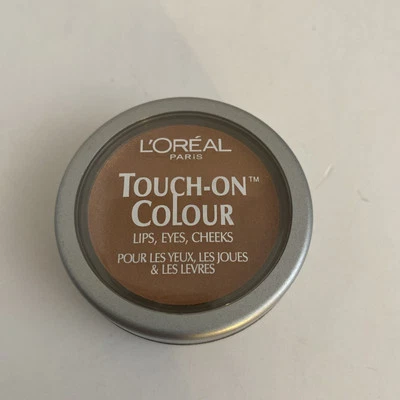 L'ORÉAL
PARIS
TOUCH-ON™
COLOUR
LIPS, EYES, CHEEKS
POUR LES YEUX, LES JOUES
& LES LEVRES